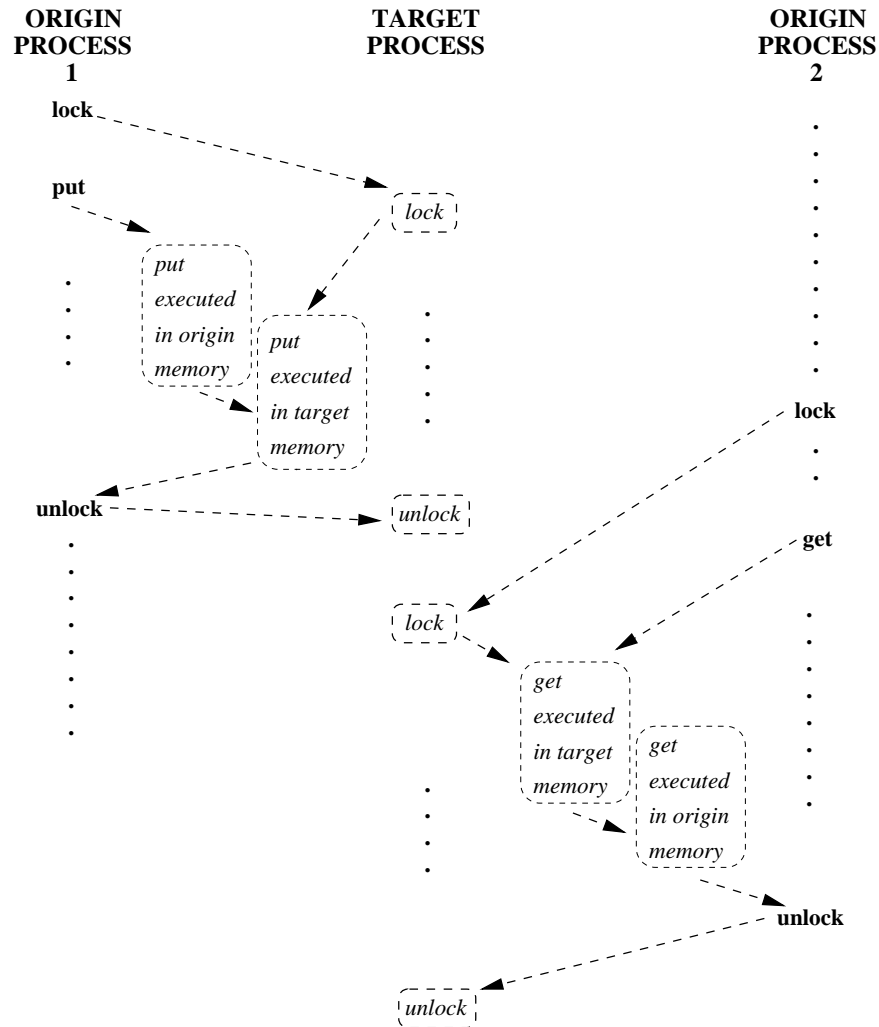 ORIGIN
PROCESS
1
TARGET
PROCESS
ORIGIN
PROCESS
2
lock
put
lock
put
executed
in origin
memory
put
executed
in target
memory
lock
unlock
unlock
get
lock
get
executed
in target
memory
get
executed
in origin
memory
unlock
unlock